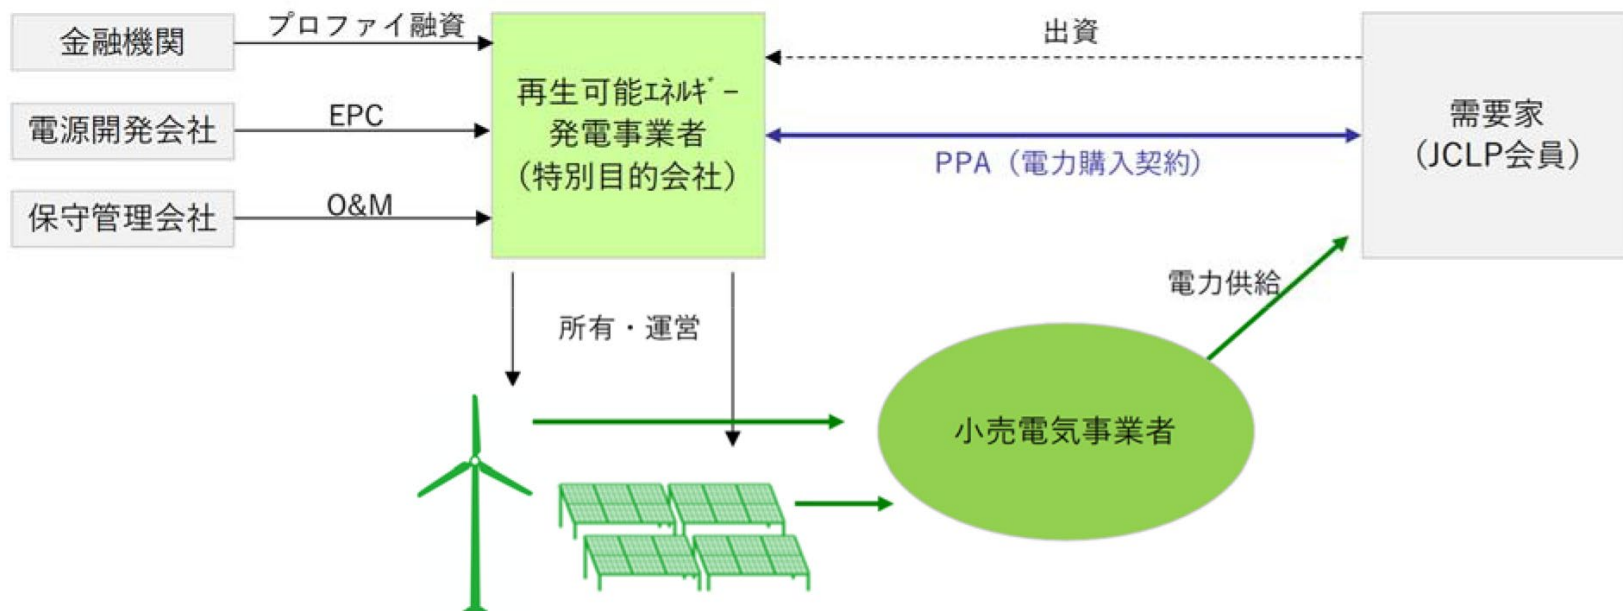 金融機関
プロファイ融資
電源開発会社
EPC
保守管理会社
O&M
再生可能ｴﾈﾙｷﾞｰ
発電事業者
（特別目的会社）
出資
PPA（電力購入契約）
需要家
（JCLP会員）
所有・運営
電力供給
小売電気事業者